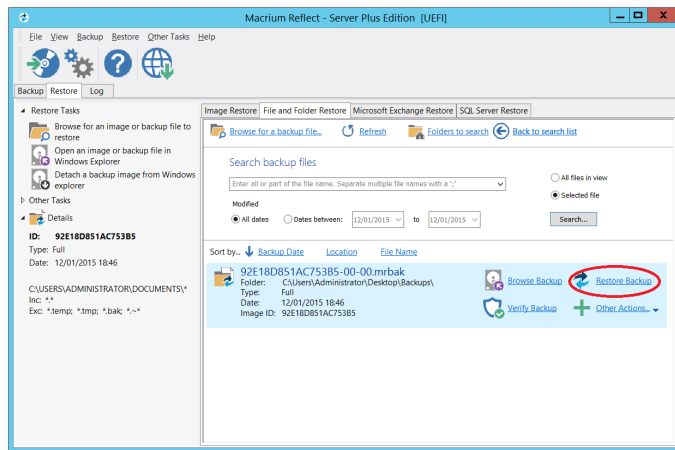 Macrium Reflect - Server Plus Edition [UEFI]
File View Backup Restore Other Tasks Help
Backup Restore Log
Restore Tasks
Browse for an image or backup file to
restore
Open an image or backup file in
Windows Explorer
Detach a backup image from Windows
explorer
Other Tasks
Details
ID: 92E18D851AC753B5
Type: Full
Date: 12/01/2015 18:46
C:\USERS\ADMINISTRATOR\DOCUMENTS\*
Inc: *.*
Exc: *.temp; *.tmp; *.bak; *.~*
Image Restore File and Folder Restore Microsoft Exchange Restore SQL Server Restore
Browse for a backup file... Refresh Folders to search Back to search list
Search backup files
Enter all or part of the file name. Separate multiple file names with a ';'
All files in view
Selected file
Modified
All dates Dates between: 12/01/2015 to 12/01/2015 Search...
Sort by... Backup Date Location File Name
92E18D851AC753B5-00-00.mrbak
Folder: C:\Users\Administrator\Desktop\Backups\
Type: Full
Date: 12/01/2015 18:46
Image ID: 92E18D851AC753B5
Browse Backup Restore Backup
Verify Backup Other Actions...